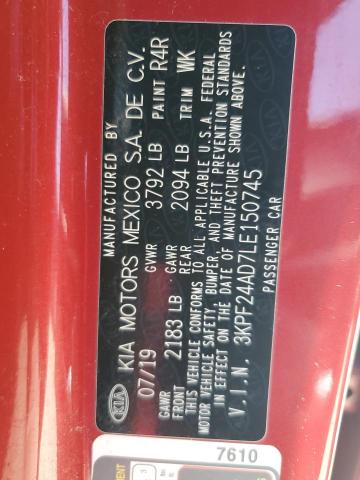 MANUFACTURED BY
KIA KIA MOTORS MEXICO S.A. DE C.V.
07/19 GVWR 3792 LB PAINT R4R
GAWR FRONT 2183 LB GAWR REAR 2094 LB TRIM WK
THIS VEHICLE CONFORMS TO ALL APPLICABLE U.S.A. FEDERAL
MOTOR VEHICLE SAFETY, BUMPER, AND THEFT PREVENTION STANDARDS
IN EFFECT ON THE DATE OF MANUFACTURE SHOWN ABOVE.
V.I.N. 3KPF24AD7LE150745
PASSENGER CAR
7610